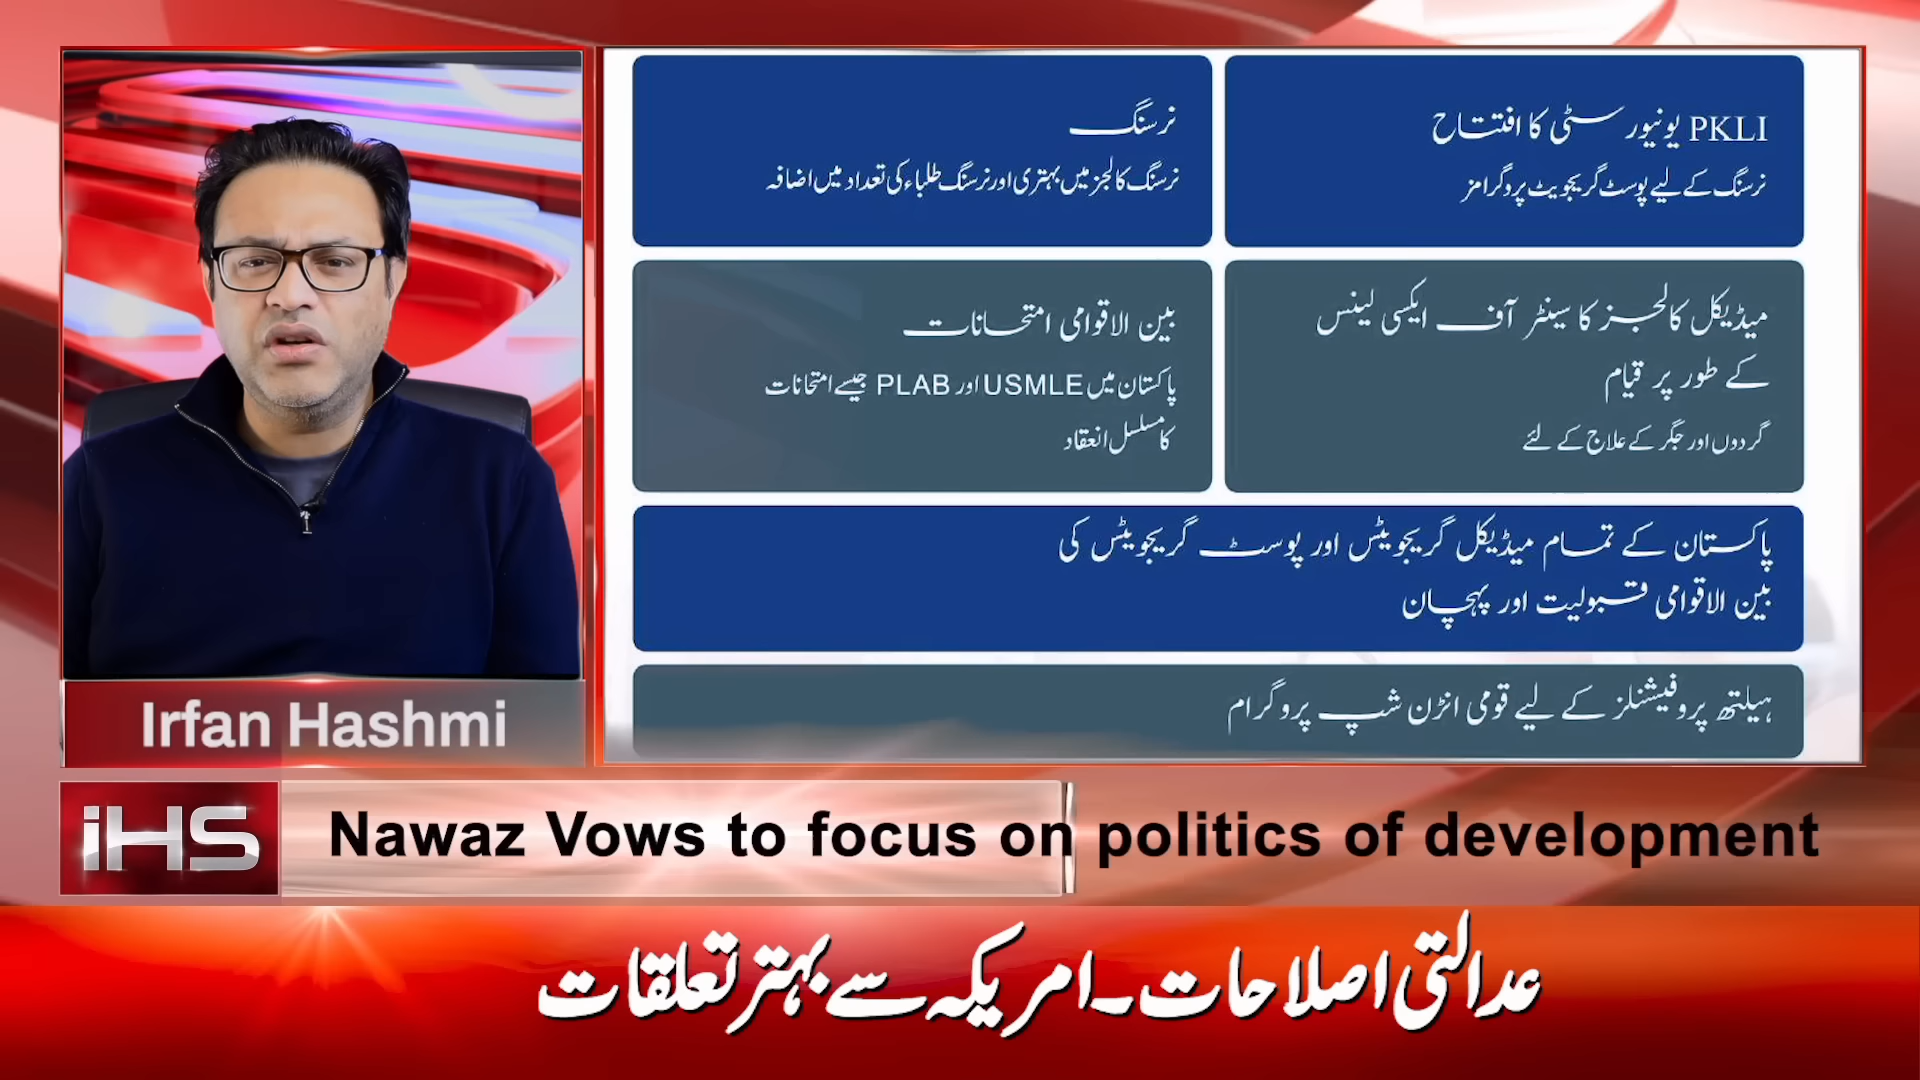 PKLI یونیورسٹی کا افتتاح
نرسنگ کے لیے پوسٹ گریجویٹ پروگرامز
نرسنگ
نرسنگ کالجز میں بہتری اور نرسنگ طلباء کی تعداد میں اضافہ
میڈیکل کالجز کا سینٹر آف ایکسی لینس
کے طور پر قیام
گردوں اور جگر کے علاج کے لئے
بین الاقوامی امتحانات
پاکستان میں USMLE اور PLAB جیسے امتحانات
کا مسلسل انعقاد
پاکستان کے تمام میڈیکل گریجویٹس اور پوسٹ گریجویٹس کی
بین الاقوامی قبولیت اور پہچان
ہیلتھ پروفیشنلز کے لیے قومی انڑن شپ پروگرام
Irfan Hashmi
iHS
Nawaz Vows to focus on politics of development
عدالتی اصلاحات۔امریکہ سے بہتر تعلقات